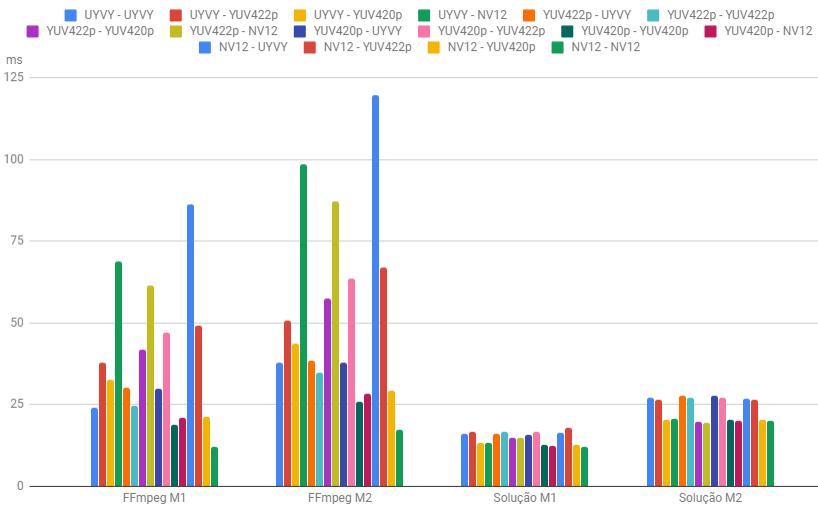 UYVY - UYVY UYVY - YUV422p UYVY - YUV420p UYVY - NV12 YUV422p - UYVY YUV422p - YUV422p
YUV422p - YUV420p YUV422p - NV12 YUV420p - UYVY YUV420p - YUV422p YUV420p - YUV420p YUV420p - NV12
NV12 - UYVY NV12 - YUV422p NV12 - YUV420p NV12 - NV12
ms
125
100
75
50
25
0
FFmpeg M1 FFmpeg M2 Solução M1 Solução M2